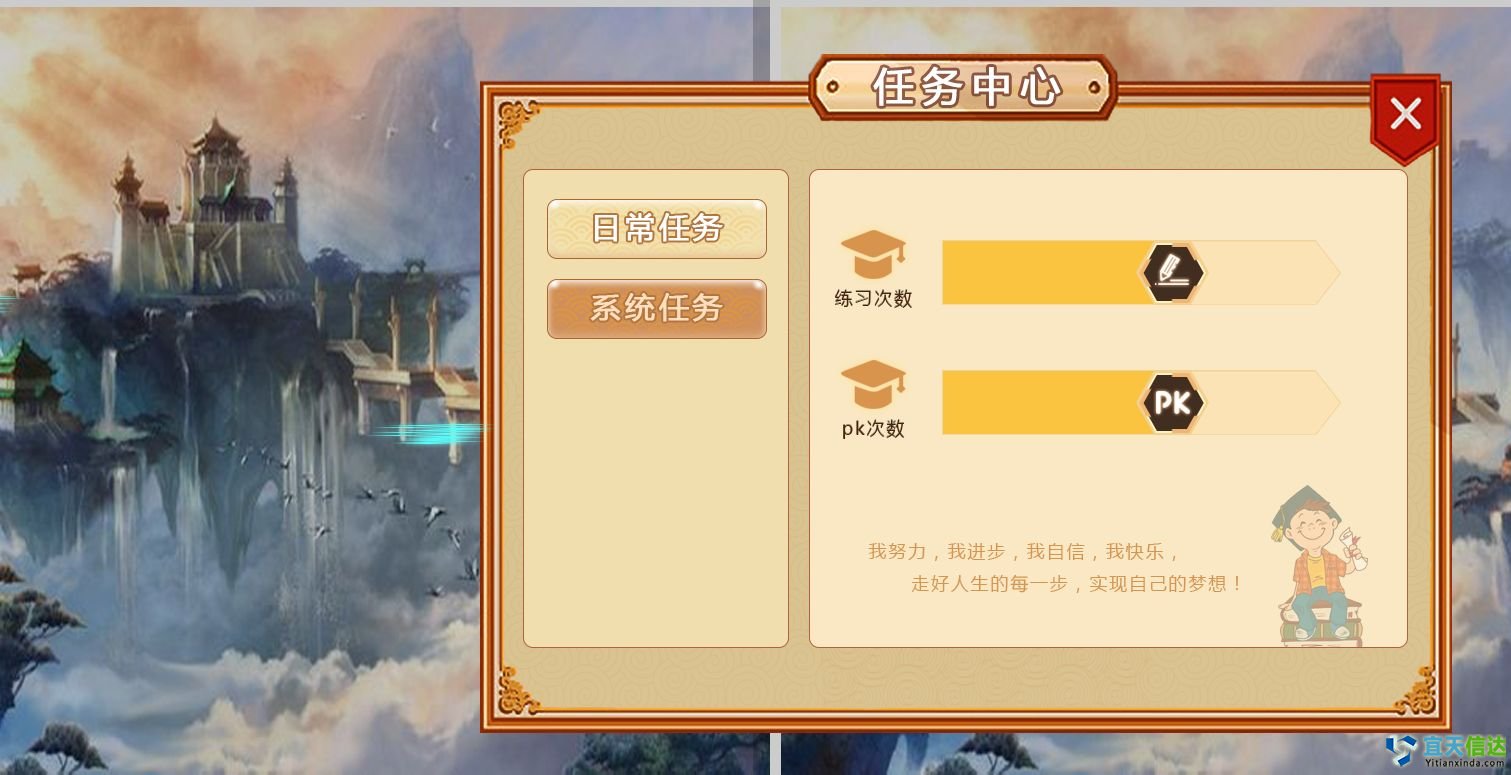 任务中心
日常任务
系统任务
练习次数
PK
pk次数
我努力，我进步，我自信，我快乐，
走好人生的每一步，实现自己的梦想！
宜天信达
Yitianxinda.com